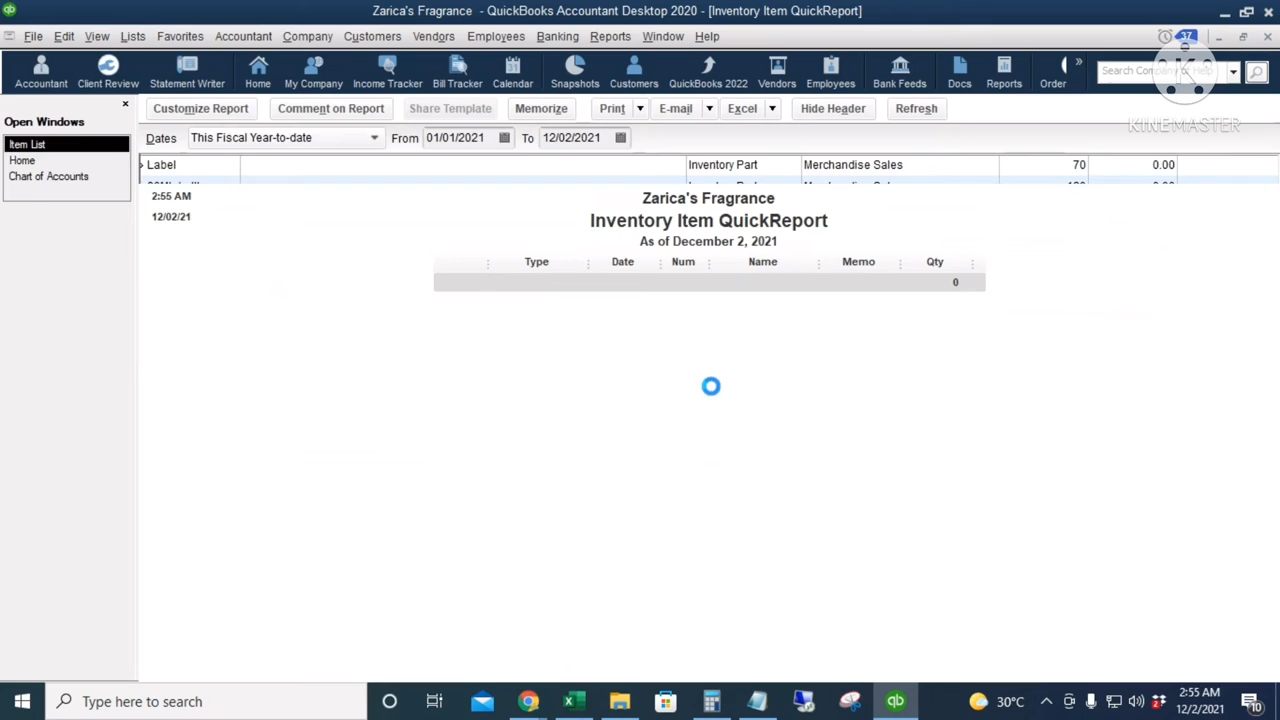 Zarica's Fragrance - QuickBooks Accountant Desktop 2020 - [Inventory Item QuickReport]
File Edit View Lists Favorites Accountant Company Customers Vendors Employees Banking Reports Window Help 37
Accountant Client Review Statement Writer Home My Company Income Tracker Bill Tracker Calendar Snapshots Customers QuickBooks 2022 Vendors Employees Bank Feeds Docs Reports Order » Search Company or Help
KINEMASTER
Customize Report Comment on Report Share Template Memorize Print E-mail Excel Hide Header Refresh
Open Windows
Dates This Fiscal Year-to-date From 01/01/2021 To 12/02/2021
Item List
Home
Chart of Accounts
Label Inventory Part Merchandise Sales 70 0.00
2:55 AM
12/02/21
Zarica's Fragrance
Inventory Item QuickReport
As of December 2, 2021
Type Date Num Name Memo Qty
0
Type here to search 30°C 2:55 AM
12/2/2021 10